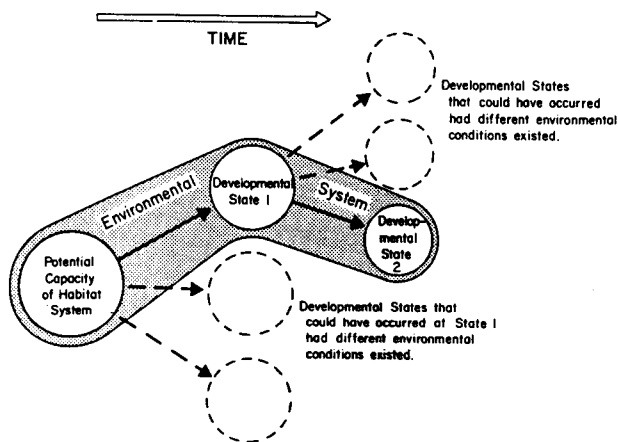 TIME
Developmental States
that could have occurred
had different environmental
conditions existed.
Environmental
System
Developmental
State 1
Develop-
mental
State
2
Potential
Capacity
of Habitat
System
Developmental States that
could have occurred at State 1
had different environmental
conditions existed.